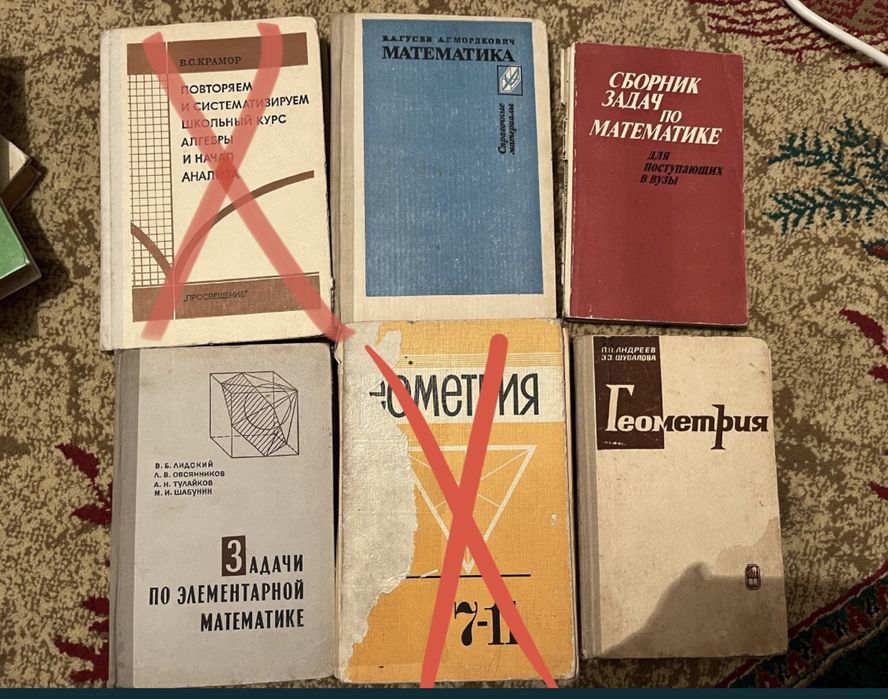 В.С.КРАМОР
ПОВТОРЯЕМ
И СИСТЕМАТИЗИРУЕМ
ШКОЛЬНЫЙ КУРС
АЛГЕБРЫ
И НАЧАЛ
АНАЛИЗА
"ПРОСВЕЩЕНИЕ"
В.А.ГУСЕВ А.Г.МОРДКОВИЧ
МАТЕМАТИКА
Справочные
материалы
СБОРНИК
ЗАДАЧ
ПО
МАТЕМАТИКЕ
ДЛЯ
ПОСТУПАЮЩИХ
В ВУЗЫ
В. Б. ЛИДСКИЙ
Л. В. ОВСЯННИКОВ
А. Н. ТУЛАЙКОВ
М. И. ШАБУНИН
ЗАДАЧИ
ПО ЭЛЕМЕНТАРНОЙ
МАТЕМАТИКЕ
еометрия
7-11
П.П.АНДРЕЕВ
Э.З.ШУВАЛОВА
Геометрия